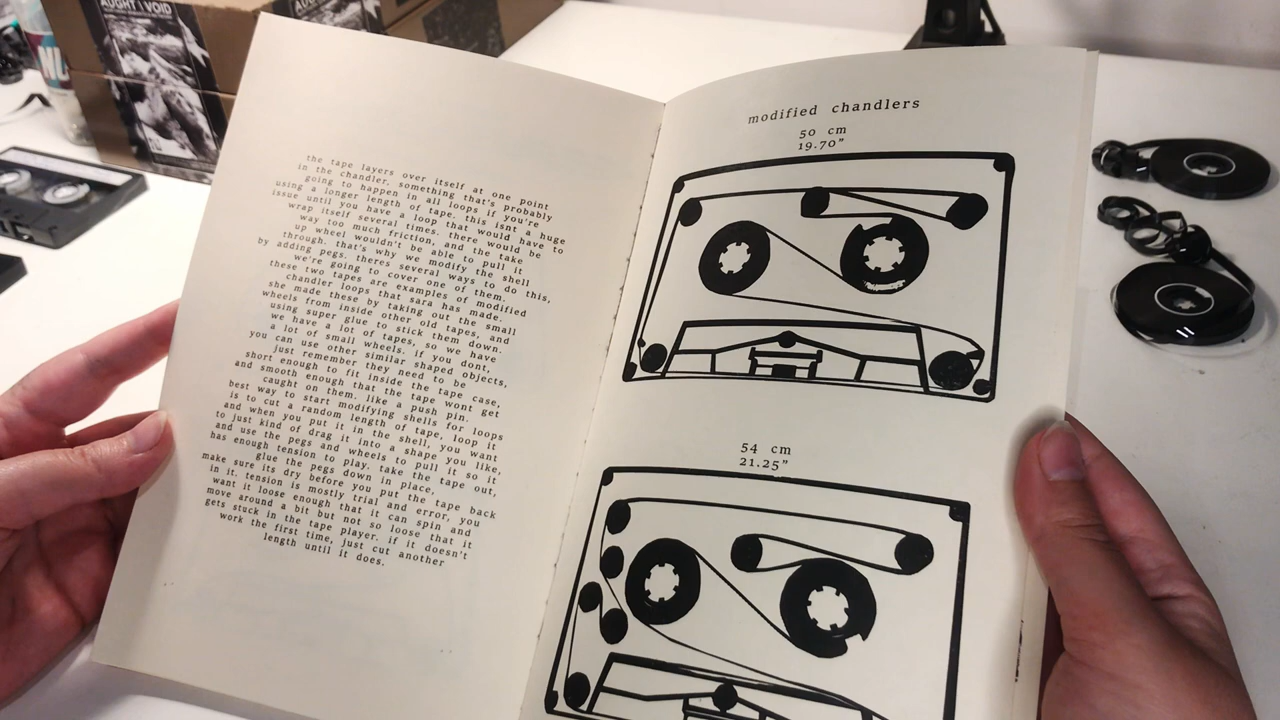 AUGHT \ VOID
the tape layers over itself at one point
in the chandler. something that's probably
going to happen in all loops if you're
using a longer length of tape. this isnt a huge
issue until you have a loop that would have to
wrap itself several times. there would be
way too much friction, and the take
up wheel wouldn't be able to pull it
through. that's why we modify the shell
by adding pegs. theres several ways to do this,
we're going to cover one of them.
these two tapes are examples of modified
chandler loops that sara has made.
she made these by taking out the small
wheels from inside other old tapes, and
using super glue to stick them down.
we have a lot of tapes, so we have
a lot of small wheels. if you dont,
you can use other similar shaped objects,
just remember they need to be
short enough to fit inside the tape case,
and smooth enough that the tape wont get
caught on them, like a push pin.
best way to start modifying shells for loops
is to cut a random length of tape, loop it
and when you put it in the shell, you want
to just kind of drag it into a shape you like,
and use the pegs and wheels to pull it so it
has enough tension to play. take the tape out,
glue the pegs down in place,
make sure its dry before you put the tape back
in it. tension is mostly trial and error, you
want it loose enough that it can spin and
move around a bit but not so loose that it
gets stuck in the tape player. if it doesn't
work the first time, just cut another
length until it does.
modified chandlers
50 cm
19.70"
54 cm
21.25"